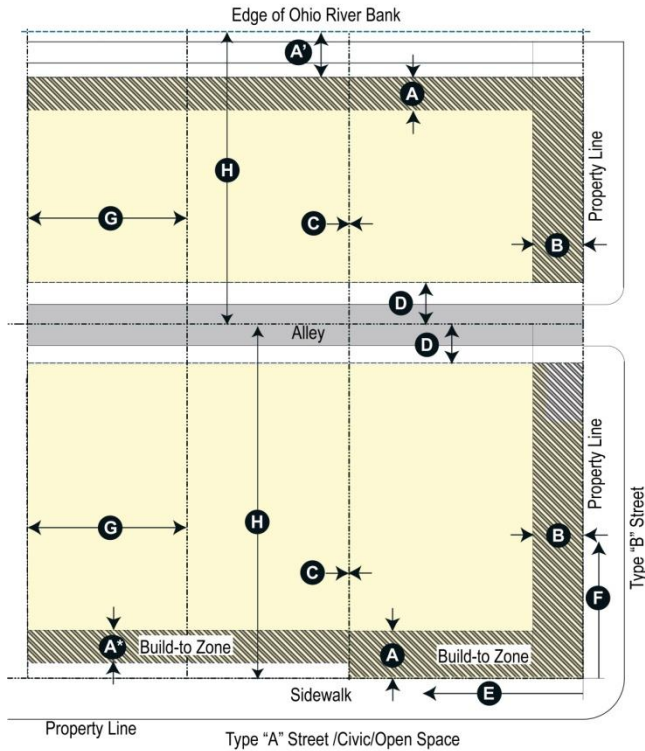 Edge of Ohio River Bank
A'
A
Property Line
H
G
C
B
D
Alley
D
Property Line
G
H
B
Type "B" Street
C
F
A* Build-to Zone
A Build-to Zone
Sidewalk
E
Property Line
Type "A" Street /Civic/Open Space